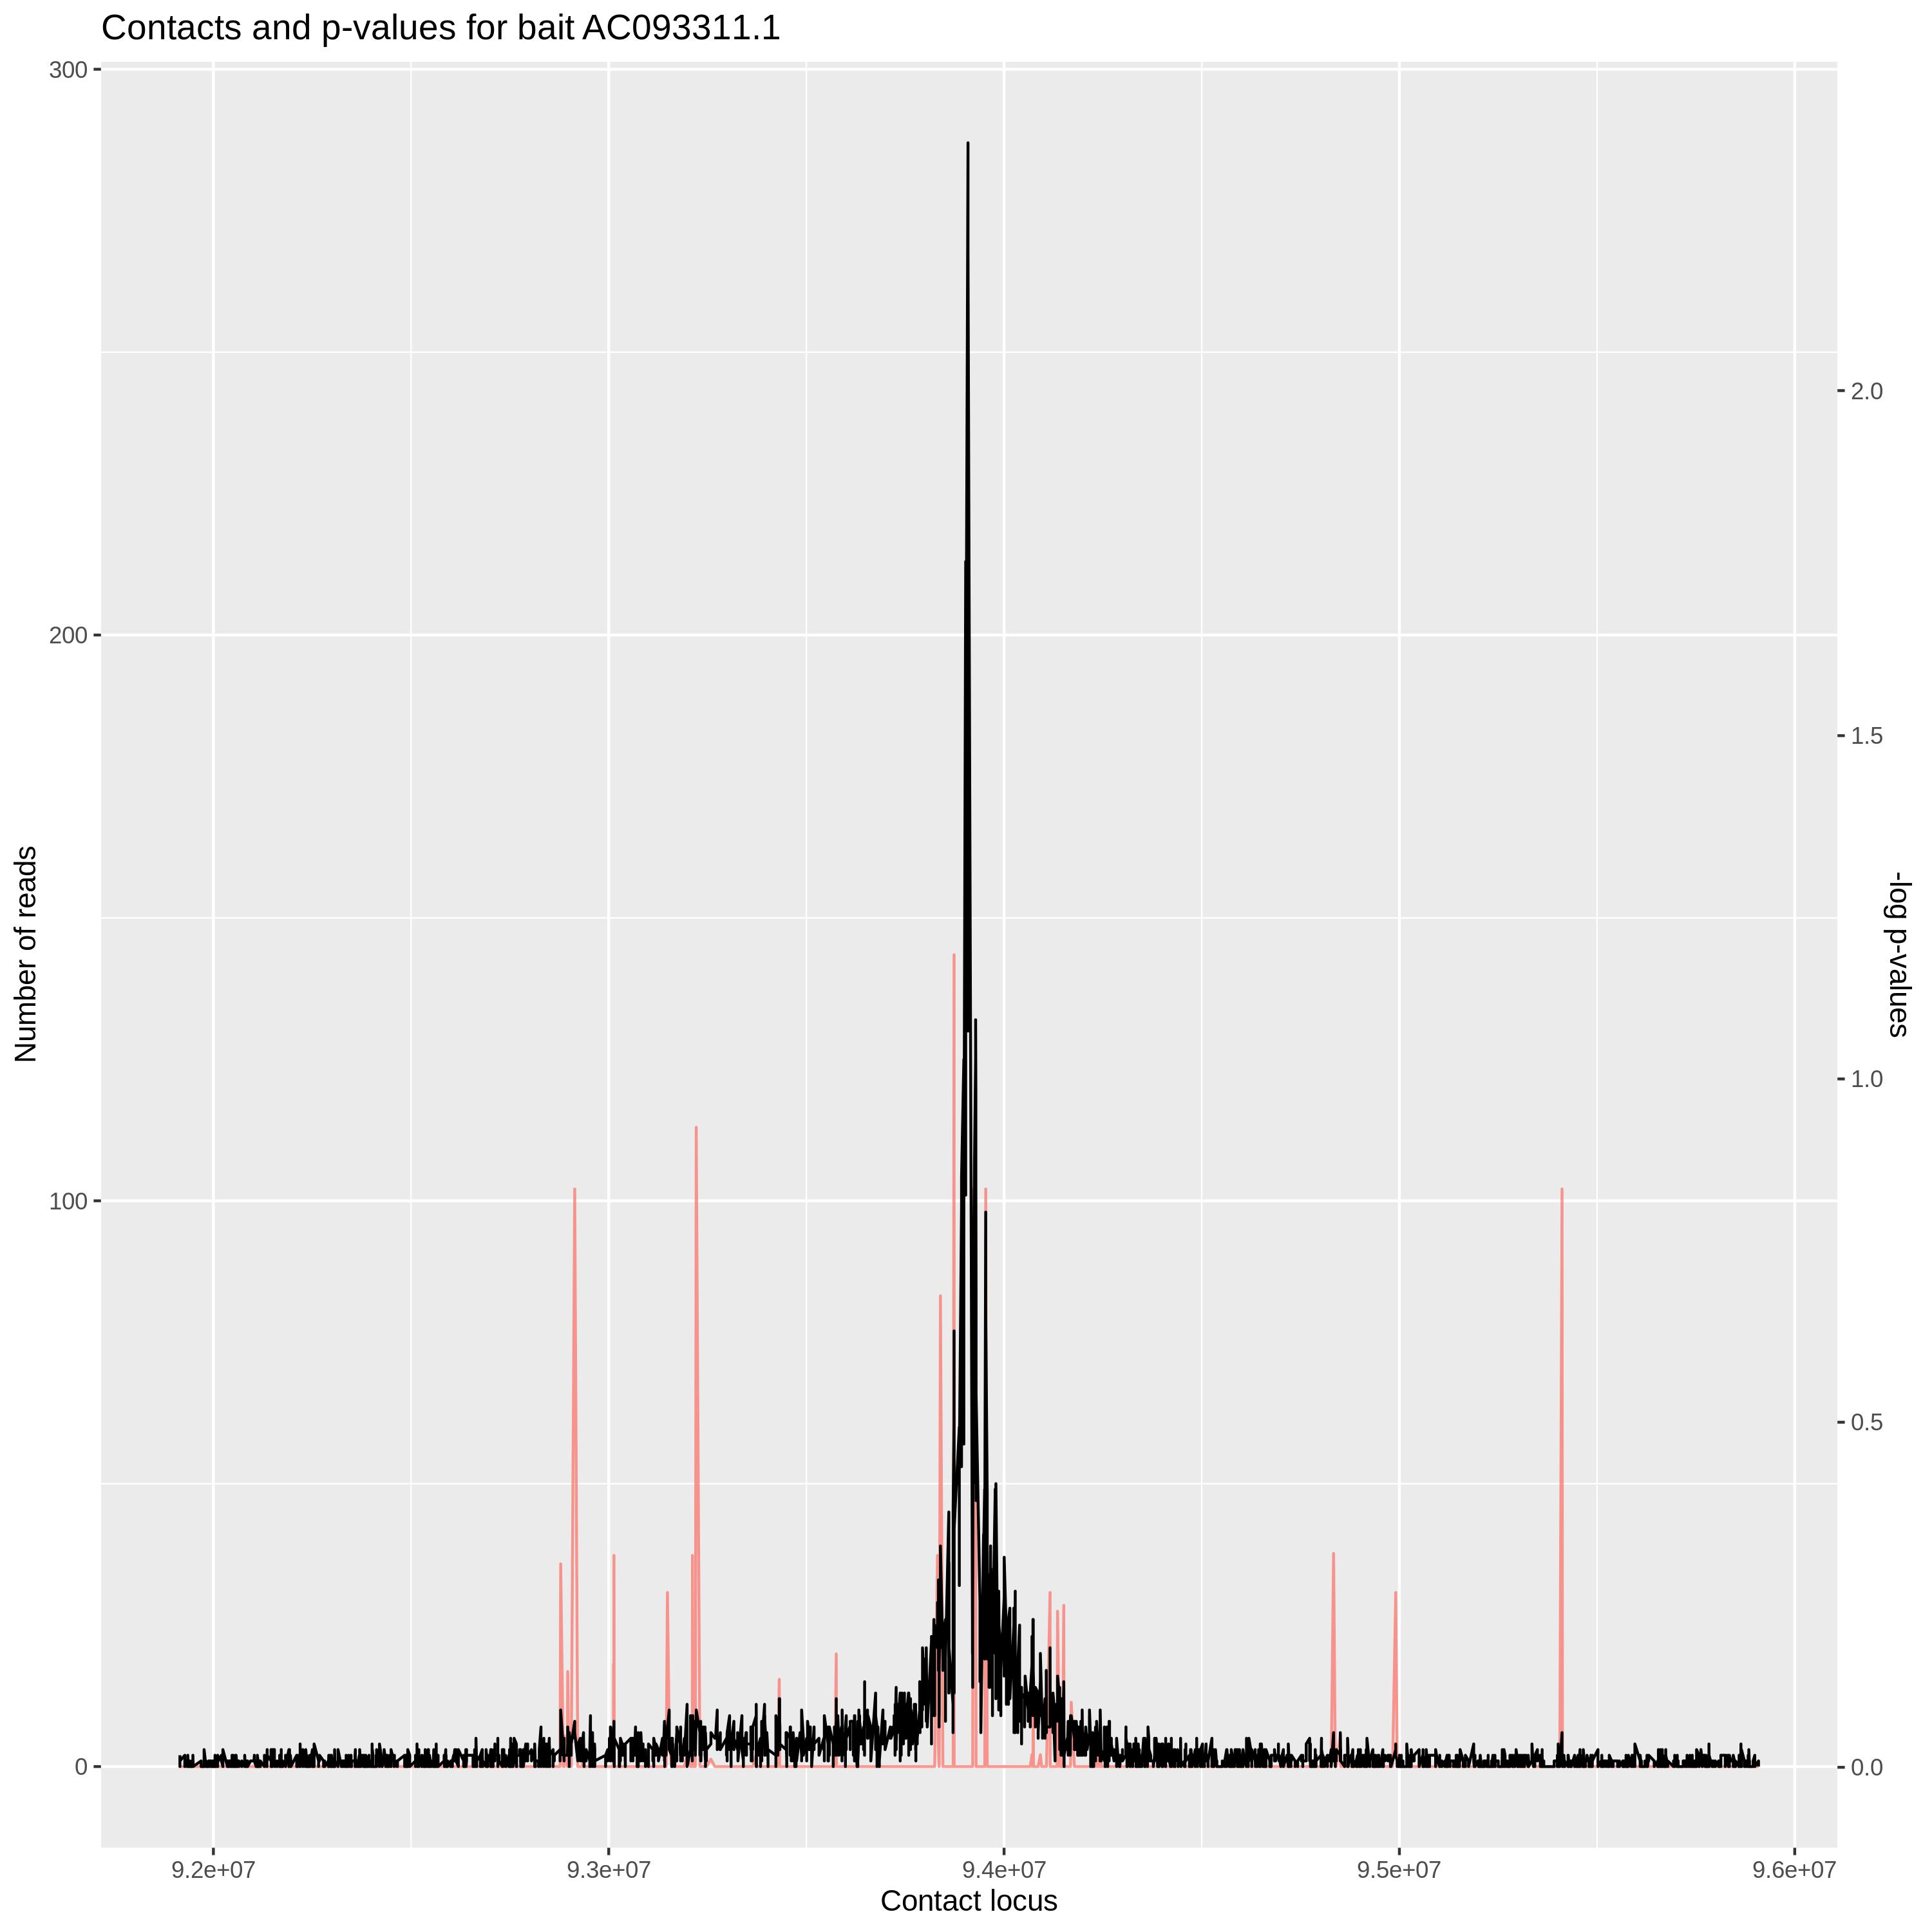 Contacts and p-values for bait AC093311.1
300
200
100
0
Number of reads
2.0
1.5
1.0
0.5
0.0
-log p-values
9.2e+07
9.3e+07
9.4e+07
9.5e+07
9.6e+07
Contact locus